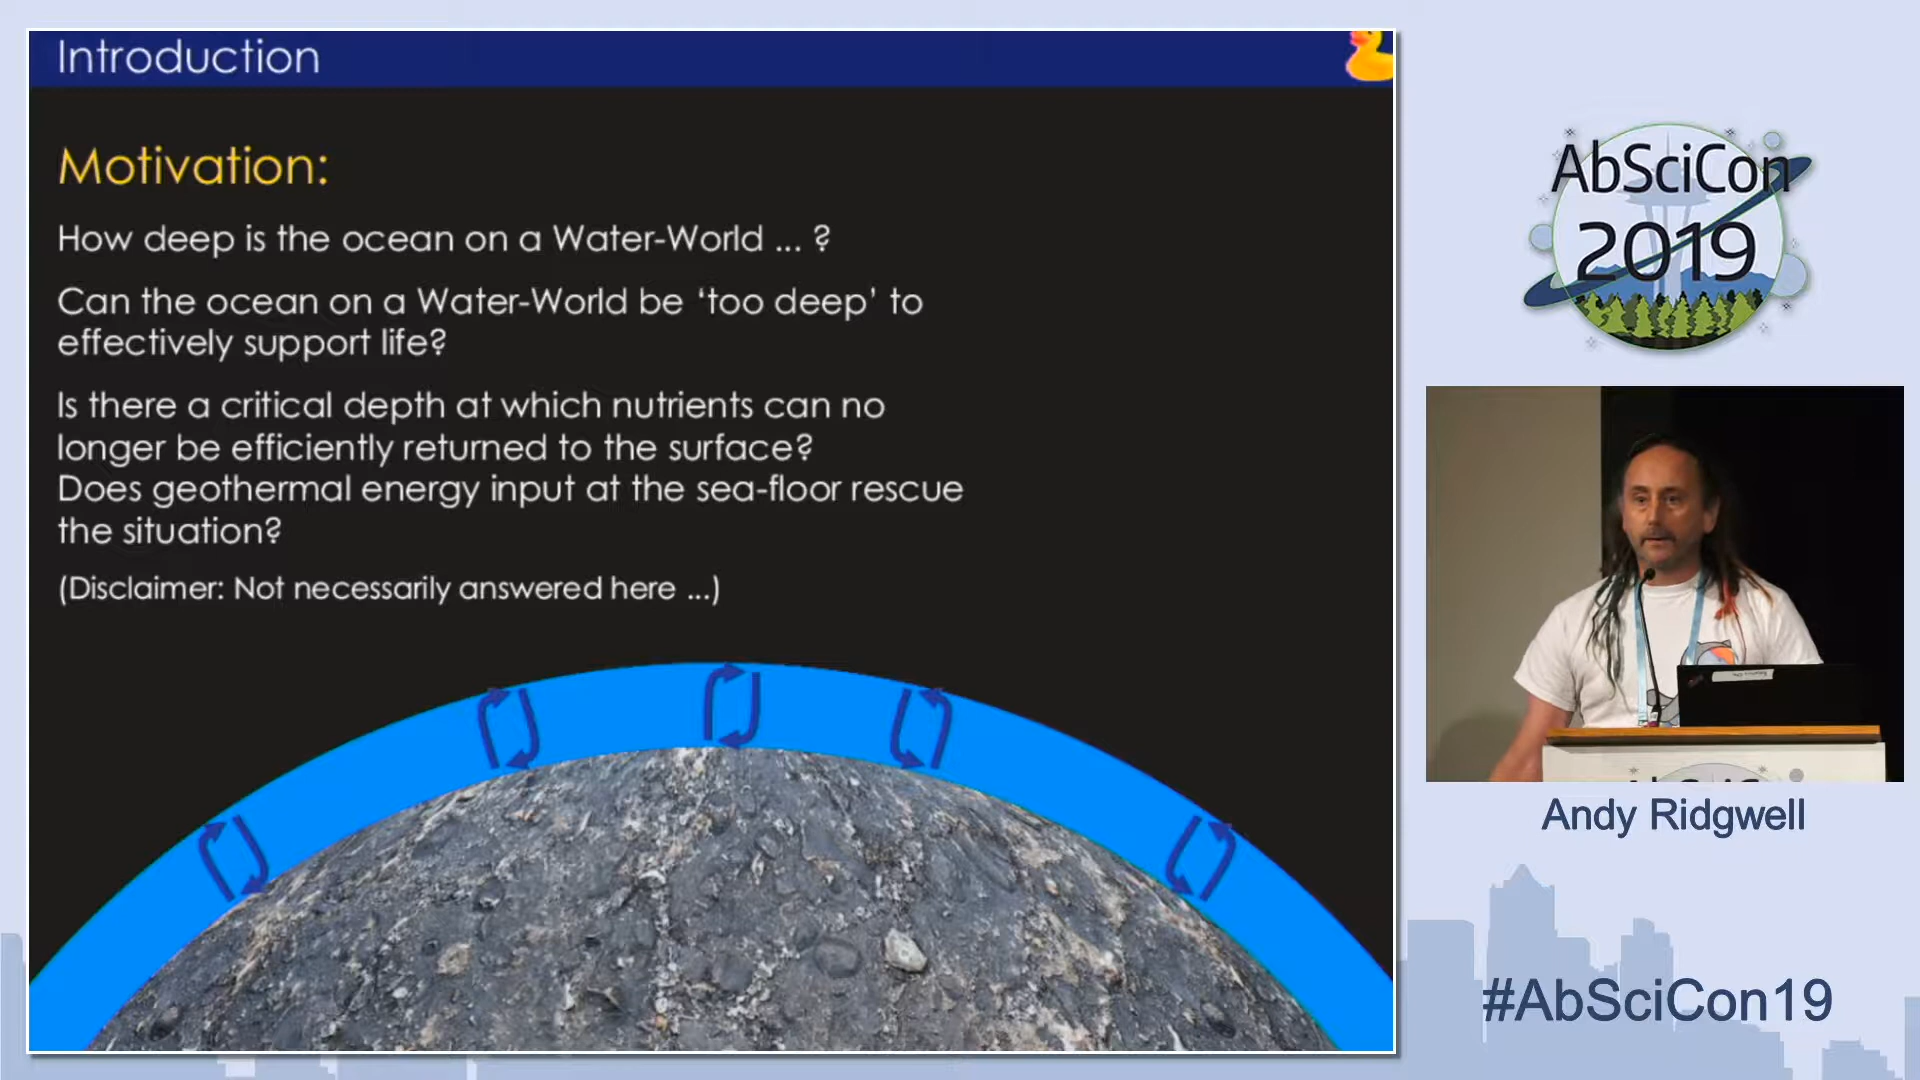 Introduction
Motivation:
How deep is the ocean on a Water-World ... ?
Can the ocean on a Water-World be ‘too deep’ to
effectively support life?
Is there a critical depth at which nutrients can no
longer be efficiently returned to the surface?
Does geothermal energy input at the sea-floor rescue
the situation?
(Disclaimer: Not necessarily answered here ...)
AbSciCon
2019
Andy Ridgwell
#AbSciCon19